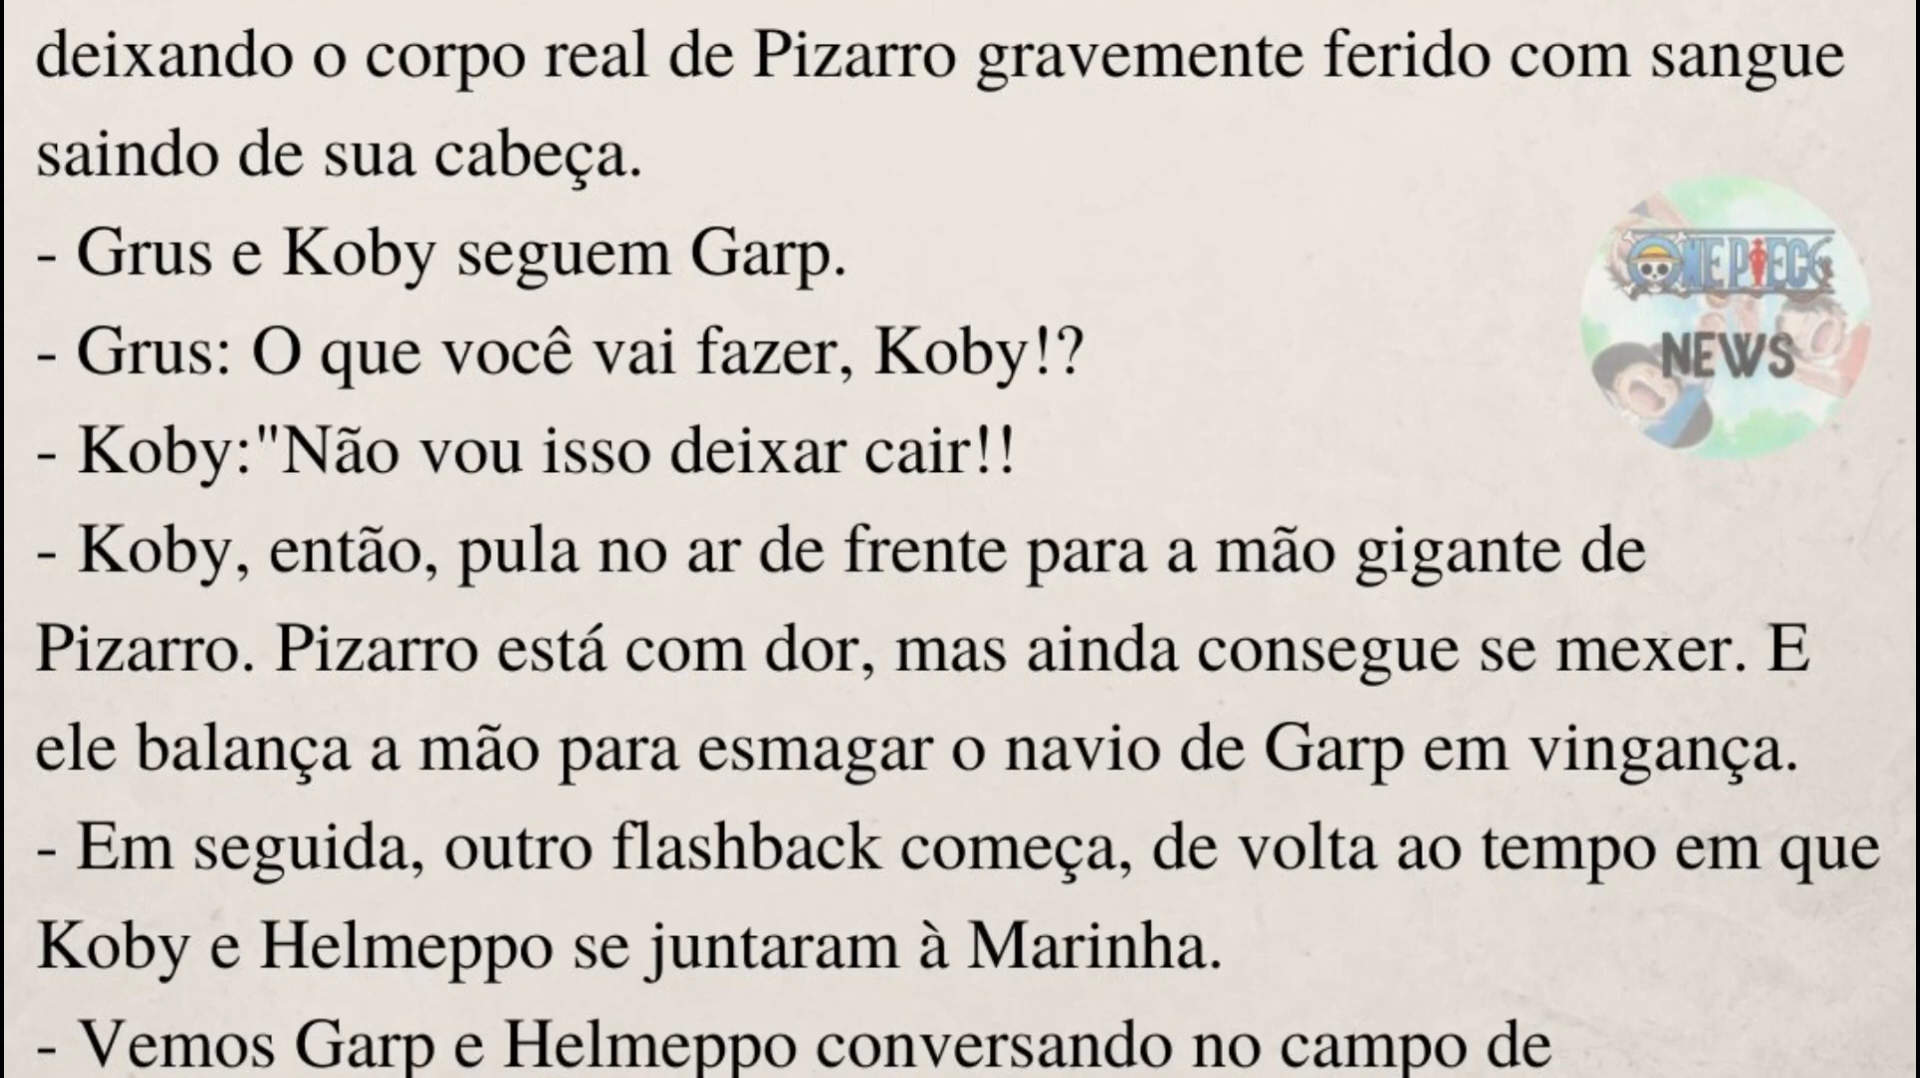 deixando o corpo real de Pizarro gravemente ferido com sangue
saindo de sua cabeça.
- Grus e Koby seguem Garp.
- Grus: O que você vai fazer, Koby!?
- Koby:"Não vou isso deixar cair!!
- Koby, então, pula no ar de frente para a mão gigante de
Pizarro. Pizarro está com dor, mas ainda consegue se mexer. E
ele balança a mão para esmagar o navio de Garp em vingança.
- Em seguida, outro flashback começa, de volta ao tempo em que
Koby e Helmeppo se juntaram à Marinha.
- Vemos Garp e Helmeppo conversando no campo de
ONE PIECE
NEWS